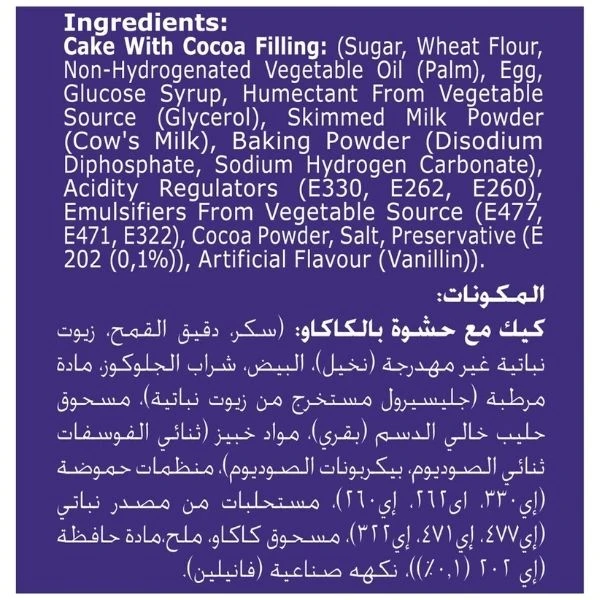 Ingredients:
Cake With Cocoa Filling: (Sugar, Wheat Flour,
Non-Hydrogenated Vegetable Oil (Palm), Egg,
Glucose Syrup, Humectant From Vegetable
Source (Glycerol), Skimmed Milk Powder
(Cow's Milk), Baking Powder (Disodium
Diphosphate, Sodium Hydrogen Carbonate),
Acidity Regulators (E330, E262, E260),
Emulsifiers From Vegetable Source (E477,
E471, E322), Cocoa Powder, Salt, Preservative (E
202 (0,1%)), Artificial Flavour (Vanillin)).
المكونات:
كيك مع حشوة بالكاكاو: (سكر، دقيق القمح، زيوت
نباتية غير مهدرجة (نخيل)، البيض، شراب الجلوكوز، مادة
مرطبة (جليسيرول مستخرج من زيوت نباتية)، مسحوق
حليب خالي الدسم (بقري)، مواد خبيز (ثنائي الفوسفات
ثنائي الصوديوم، بيكربونات الصوديوم)، منظمات حموضة
(إي٣٣٠، اى٢٦٢، إي٢٦٠)، مستحلبات من مصدر نباتي
(إي٤٧٧، إي٤٧١، إي٣٢٢)، مسحوق كاكاو، ملح،مادة حافظة
(إي ٢٠٢ (٠,١٪))، نكهه صناعية (فانيلين).